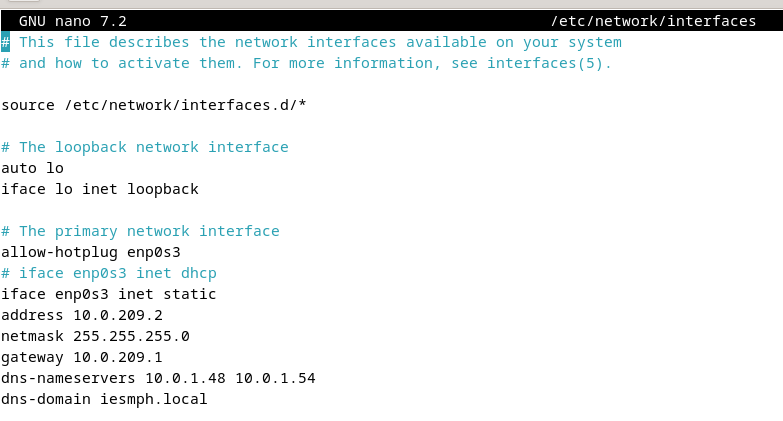 GNU nano 7.2 /etc/network/interfaces
# This file describes the network interfaces available on your system
# and how to activate them. For more information, see interfaces(5).
source /etc/network/interfaces.d/*
# The loopback network interface
auto lo
iface lo inet loopback
# The primary network interface
allow-hotplug enp0s3
# iface enp0s3 inet dhcp
iface enp0s3 inet static
address 10.0.209.2
netmask 255.255.255.0
gateway 10.0.209.1
dns-nameservers 10.0.1.48 10.0.1.54
dns-domain iesmph.local